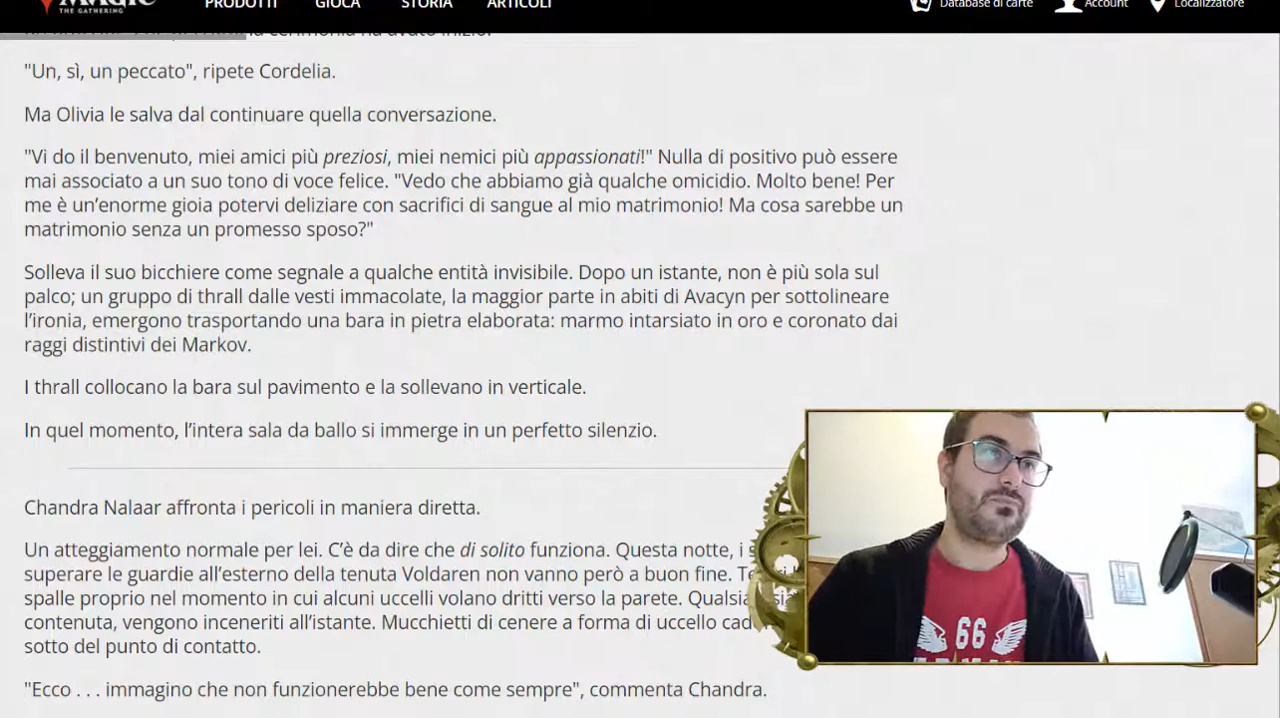 MAGIC
THE GATHERING
PRODOTTI GIOCA STORIA ARTICOLI Database di carte Account Localizzatore
la cerimonia ha avuto inizio.
"Un, sì, un peccato", ripete Cordelia.
Ma Olivia le salva dal continuare quella conversazione.
"Vi do il benvenuto, miei amici più preziosi, miei nemici più appassionati!" Nulla di positivo può essere
mai associato a un suo tono di voce felice. "Vedo che abbiamo già qualche omicidio. Molto bene! Per
me è un’enorme gioia potervi deliziare con sacrifici di sangue al mio matrimonio! Ma cosa sarebbe un
matrimonio senza un promesso sposo?"
Solleva il suo bicchiere come segnale a qualche entità invisibile. Dopo un istante, non è più sola sul
palco; un gruppo di thrall dalle vesti immacolate, la maggior parte in abiti di Avacyn per sottolineare
l’ironia, emergono trasportando una bara in pietra elaborata: marmo intarsiato in oro e coronato dai
raggi distintivi dei Markov.
I thrall collocano la bara sul pavimento e la sollevano in verticale.
In quel momento, l’intera sala da ballo si immerge in un perfetto silenzio.
Chandra Nalaar affronta i pericoli in maniera diretta.
Un atteggiamento normale per lei. C’è da dire che di solito funziona. Questa notte, i
superare le guardie all’esterno della tenuta Voldaren non vanno però a buon fine.
spalle proprio nel momento in cui alcuni uccelli volano dritti verso la parete.
contenuta, vengono inceneriti all’istante. Mucchietti di cenere a forma di uccello
sotto del punto di contatto.
"Ecco . . . immagino che non funzionerebbe bene come sempre", commenta Chandra.
66